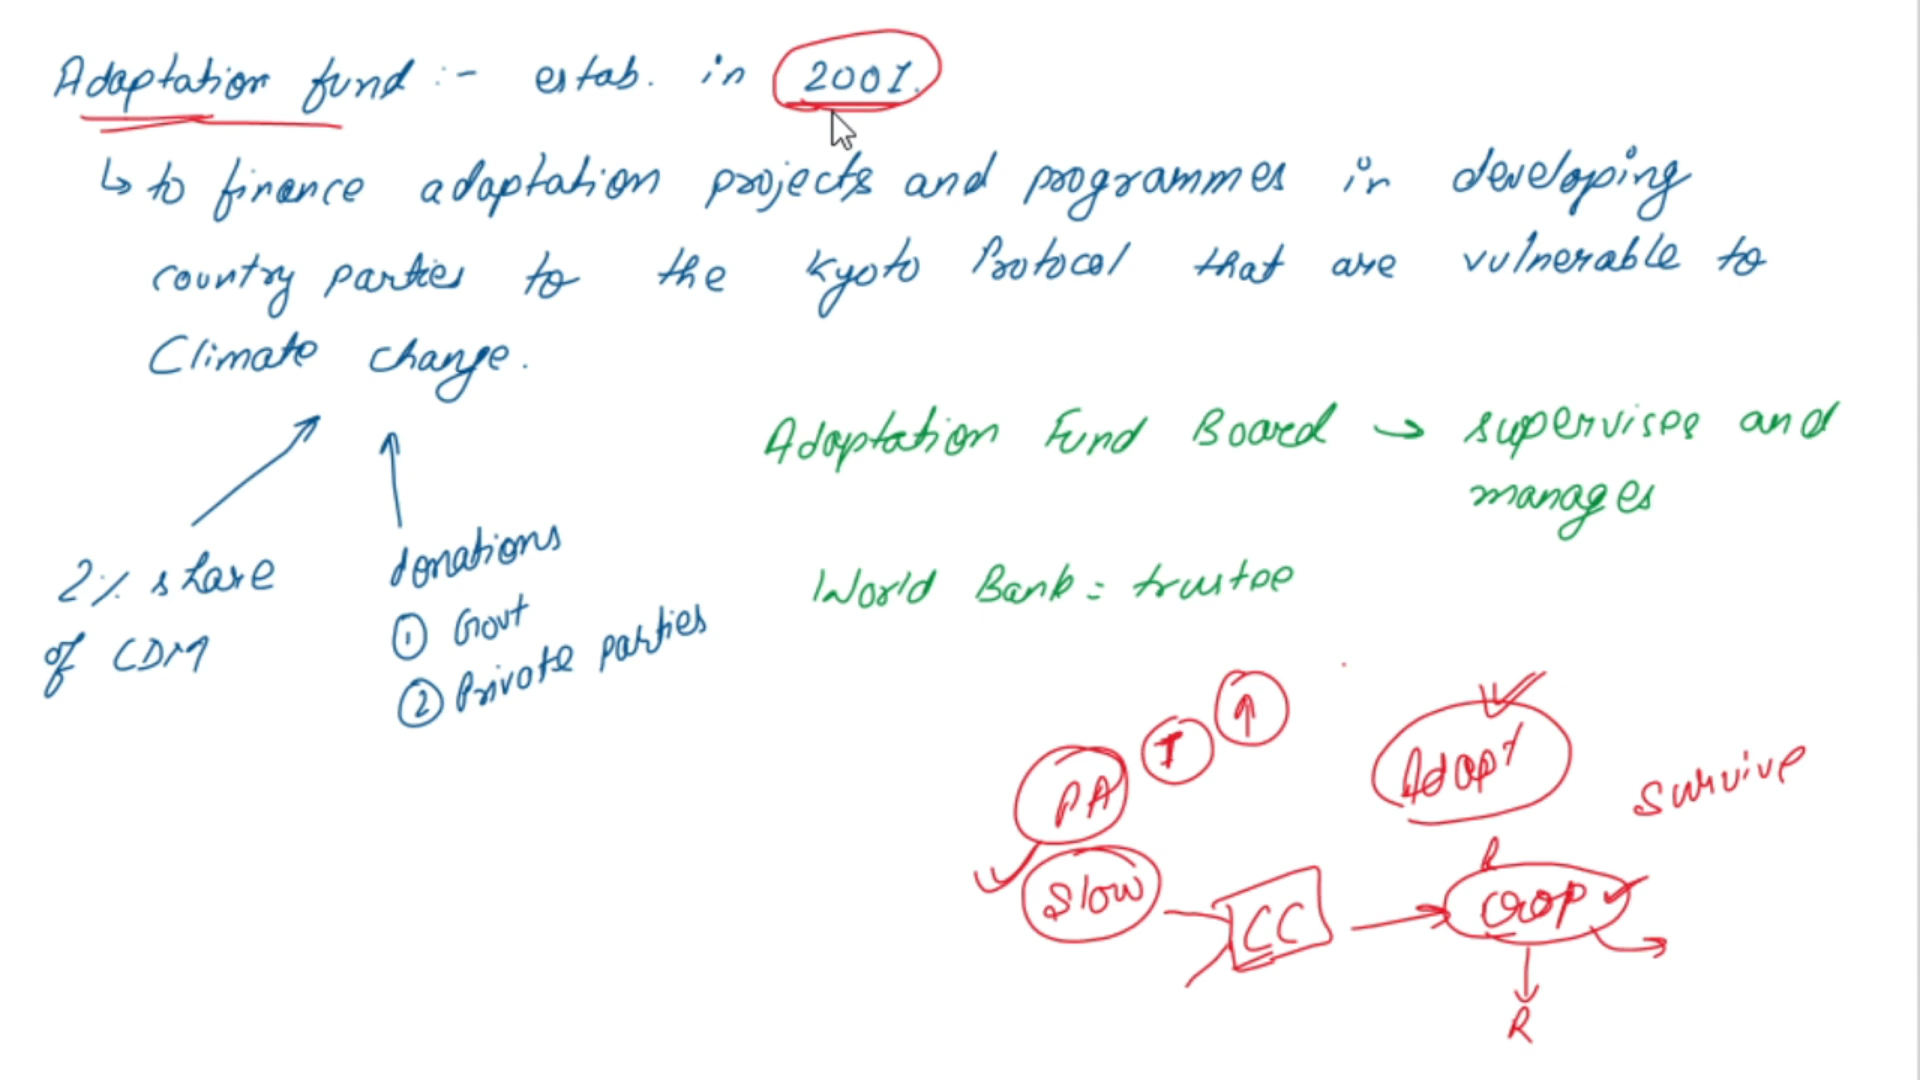 Adaptation fund :- estab. in 2001.
↳ to finance adaptation projects and programmes in developing
country parties to the Kyoto Protocol that are vulnerable to
Climate change.
Adaptation Fund Board → supervises and
manages
2% share
of CDM
donations
① Govt
② Private parties
World Bank = trustee
PA
T
↑
Adapt
survive
Slow
CC
R
crop
R